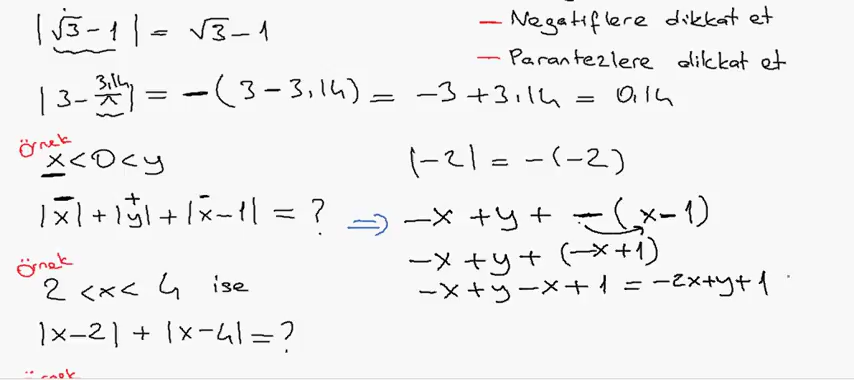 |√3-1| = √3-1
— Negatiflere dikkat et
— Parantezlere dikkat et
3,14
|3-π| = -(3-3,14) = -3+3,14 = 0,14
Örnek
x<0<y
|-2| = -(-2)
- + -
|x|+|y|+|x-1| = ? ⇒ -x+y+ -(x-1)
-x+y+(-x+1)
Örnek
2<x<4 ise
-x+y-x+1 = -2x+y+1
|x-2|+|x-4|=?